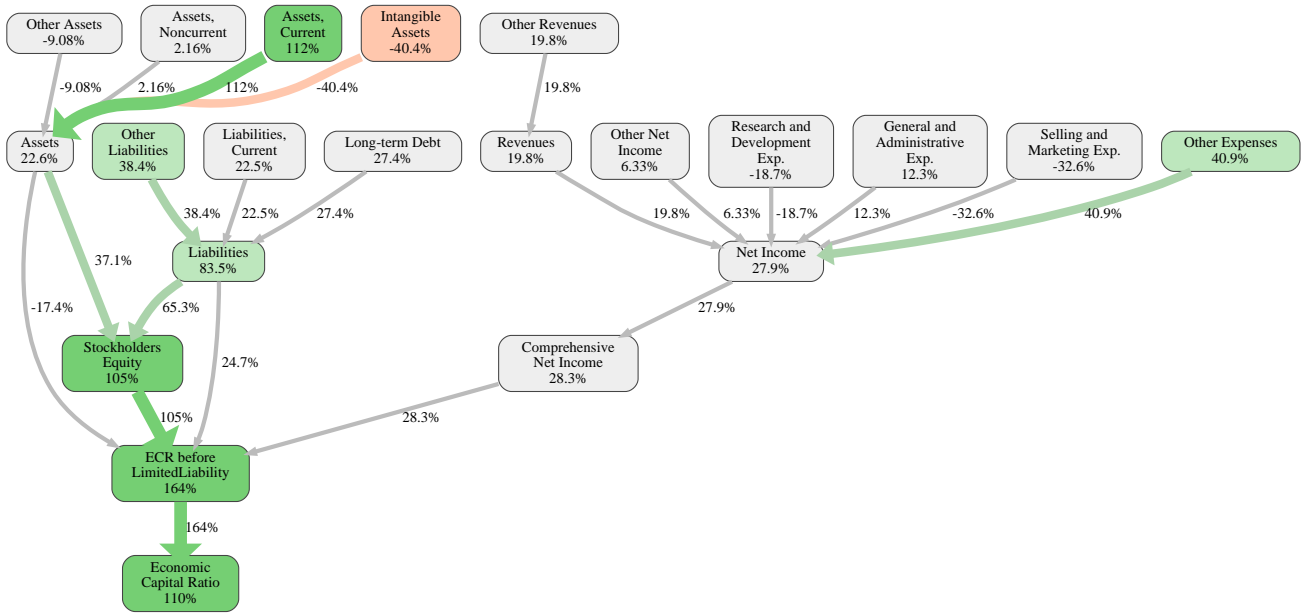 Other Assets
-9.08%
Assets,
Noncurrent
2.16%
Assets,
Current
112%
Intangible
Assets
-40.4%
Other Revenues
19.8%
-9.08%
2.16%
112%
-40.4%
19.8%
Assets
22.6%
Other
Liabilities
38.4%
Liabilities,
Current
22.5%
Long-term Debt
27.4%
Revenues
19.8%
Other Net
Income
6.33%
Research and
Development
Exp.
-18.7%
General and
Administrative
Exp.
12.3%
Selling and
Marketing Exp.
-32.6%
Other Expenses
40.9%
38.4%
22.5%
27.4%
19.8%
6.33%
-18.7%
12.3%
-32.6%
40.9%
Liabilities
83.5%
Net Income
27.9%
37.1%
-17.4%
65.3%
27.9%
Stockholders
Equity
105%
24.7%
Comprehensive
Net Income
28.3%
105%
28.3%
ECR before
LimitedLiability
164%
164%
Economic
Capital Ratio
110%